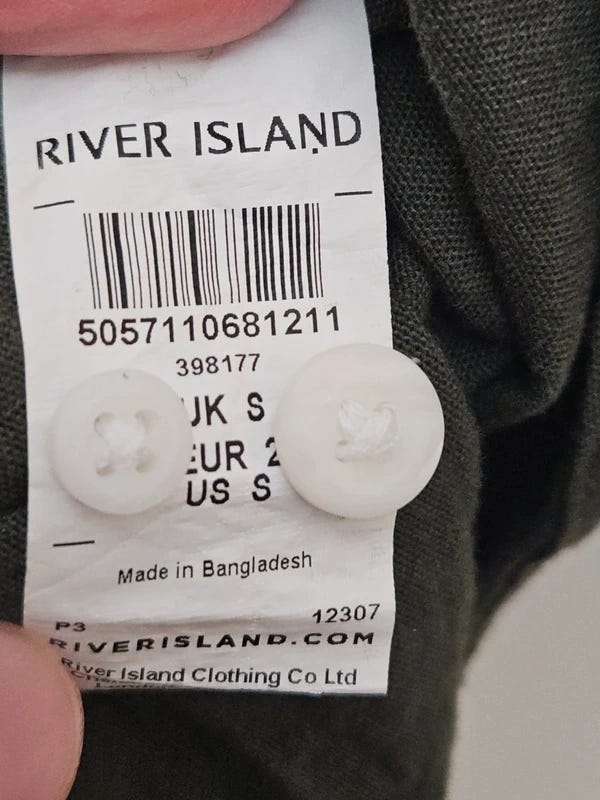 RIVER ISLAND
5057110681211
398177
UK S
EUR 2
US S
Made in Bangladesh
P3 12307
RIVERISLAND.COM
River Island Clothing Co Ltd